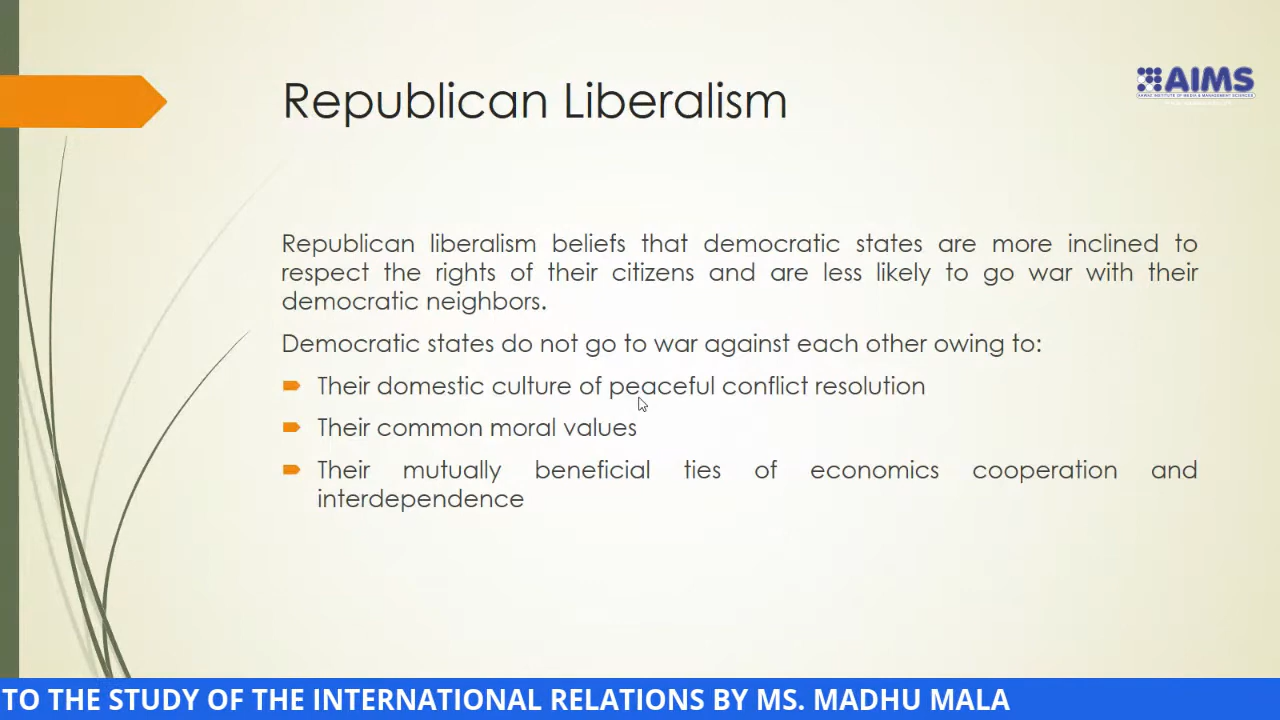 Republican Liberalism
AIMS
Republican liberalism beliefs that democratic states are more inclined to
respect the rights of their citizens and are less likely to go war with their
democratic neighbors.
Democratic states do not go to war against each other owing to:
Their domestic culture of peaceful conflict resolution
Their common moral values
Their mutually beneficial ties of economics cooperation and
interdependence
TO THE STUDY OF THE INTERNATIONAL RELATIONS BY MS. MADHU MALA